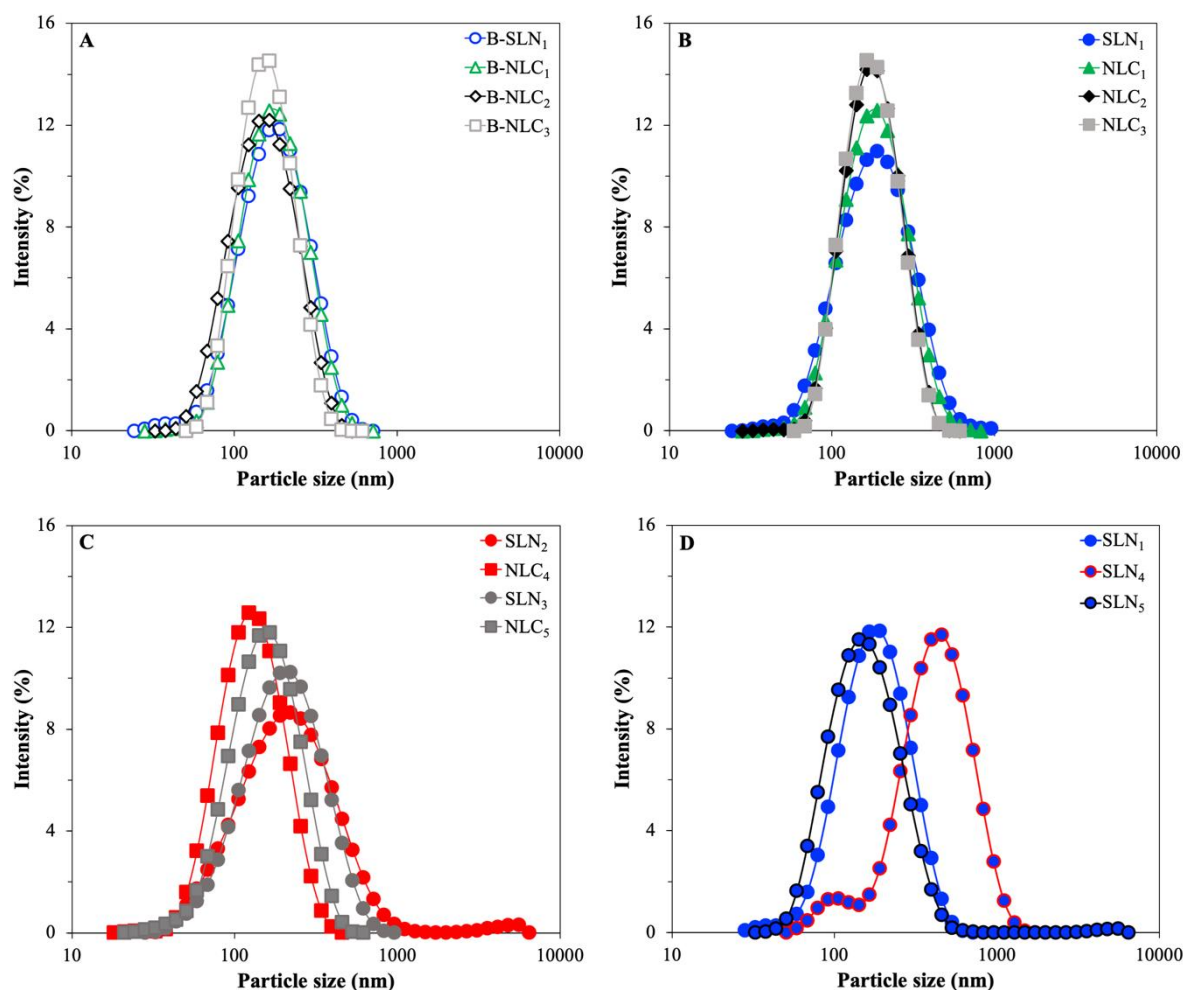 A
16
12
8
4
0
Intensity (%)
10 100 1000 10000
Particle size (nm)
B-SLN₁
B-NLC₁
B-NLC₂
B-NLC₃
B
16
12
8
4
0
Intensity (%)
10 100 1000 10000
Particle size (nm)
SLN₁
NLC₁
NLC₂
NLC₃
C
16
12
8
4
0
Intensity (%)
10 100 1000 10000
Particle size (nm)
SLN₂
NLC₄
SLN₃
NLC₅
D
16
12
8
4
0
Intensity (%)
10 100 1000 10000
Particle size (nm)
SLN₁
SLN₄
SLN₅